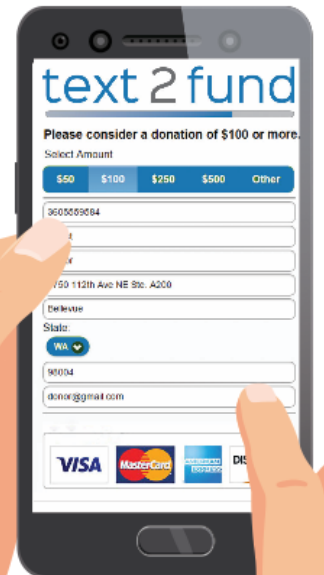 text 2 fund
Please consider a donation of $100 or more.
Select Amount
$50 $100 $250 $500 Other
3605559584
112th Ave NE Ste. A200
Bellevue
State:
WA
98004
donor@gmail.com
VISA MasterCard AMERICAN EXPRESS